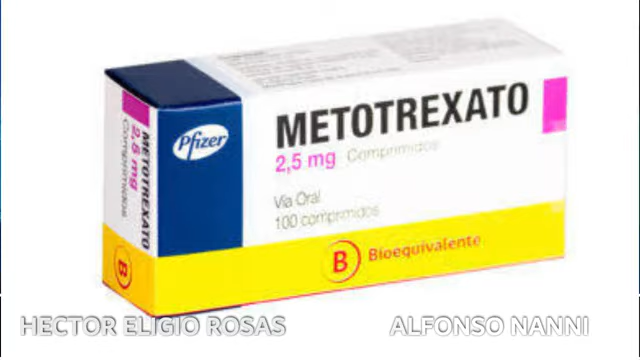 METOTREXATO
2,5 mg Comprimidos
Vía Oral
100 comprimidos
Pfizer
B Bioequivalente
METOTREXATO
2,5 mg
Comprimidos
B
HECTOR ELIGIO ROSAS
ALFONSO NANNI